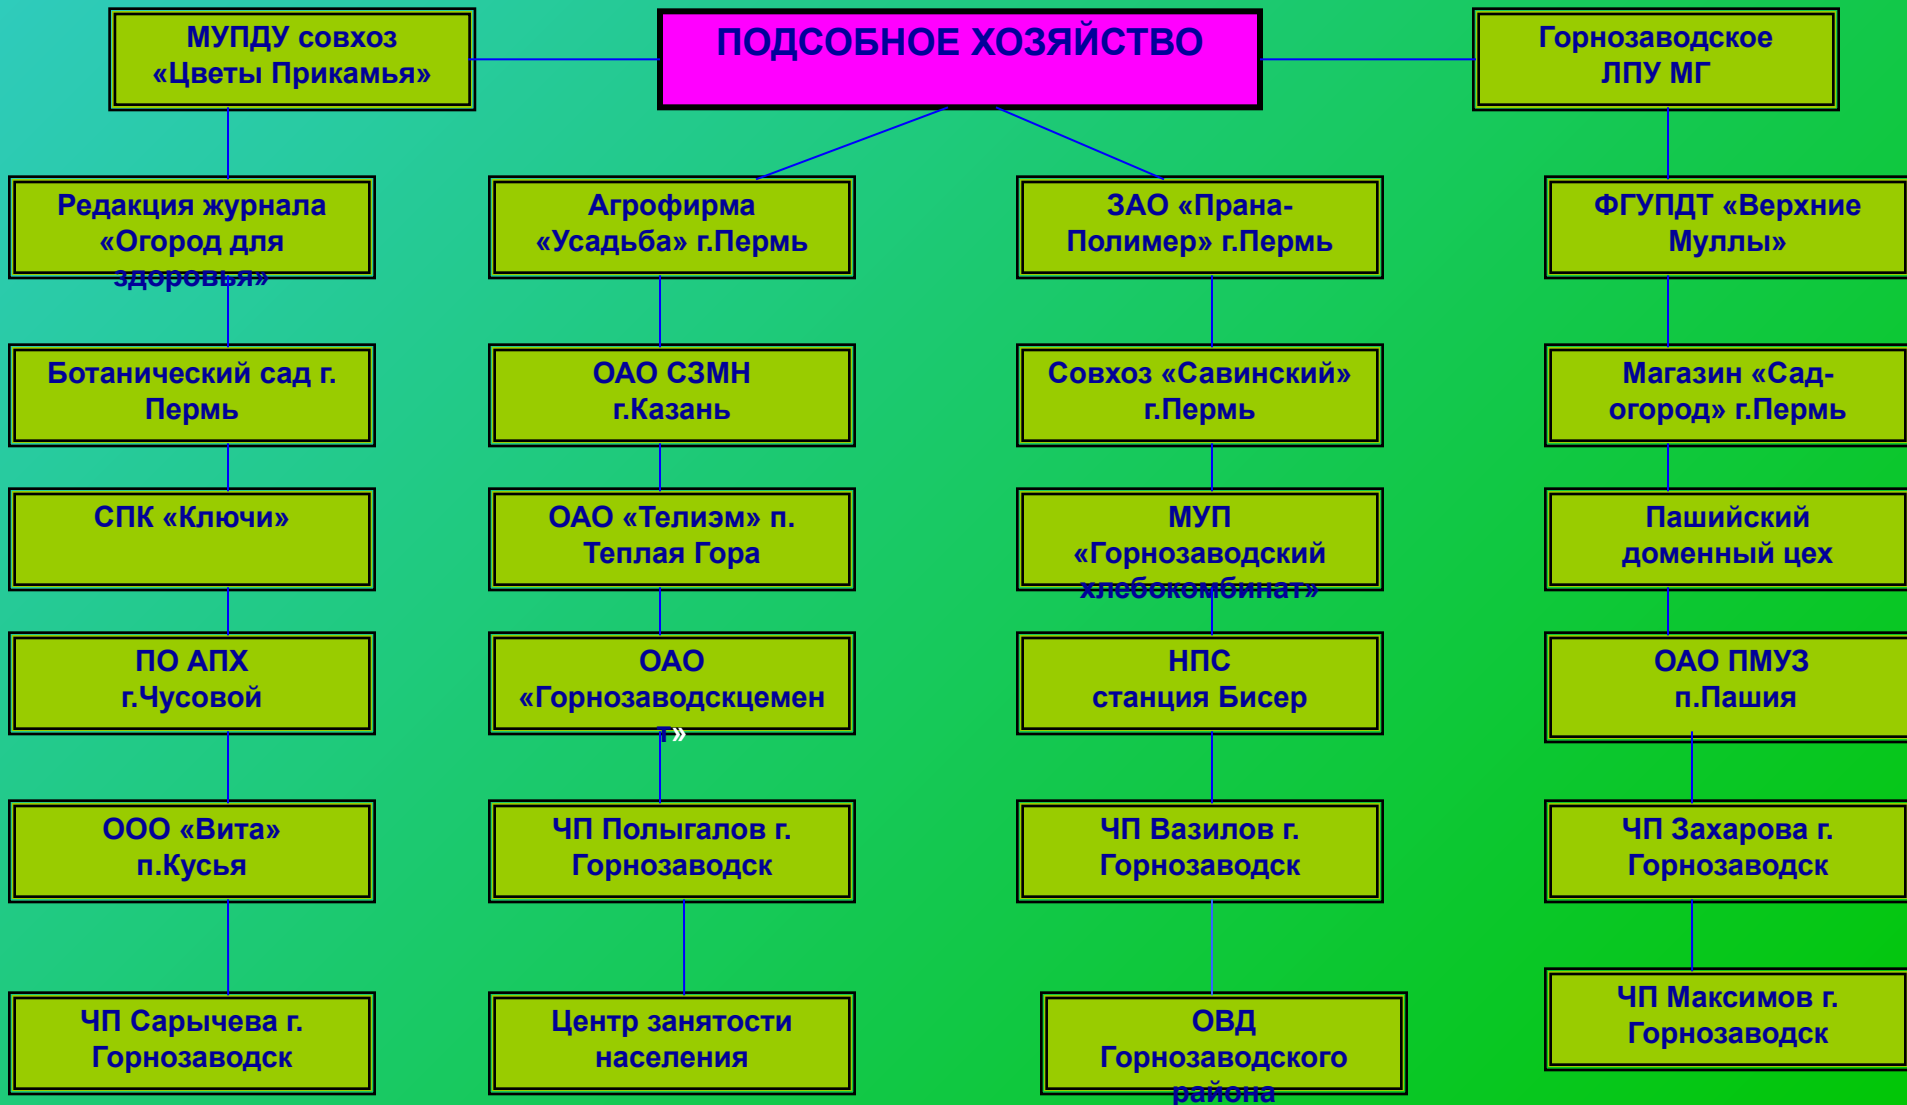 МУПДУ совхоз
«Цветы Прикамья»
ПОДСОБНОЕ ХОЗЯЙСТВО
Горнозаводское
ЛПУ МГ
Редакция журнала
«Огород для
здоровья»
Агрофирма
«Усадьба» г.Пермь
ЗАО «Прана-
Полимер» г.Пермь
ФГУПДТ «Верхние
Муллы»
Ботанический сад г.
Пермь
ОАО СЗМН
г.Казань
Совхоз «Савинский»
г.Пермь
Магазин «Сад-
огород» г.Пермь
СПК «Ключи»
ОАО «Телиэм» п.
Теплая Гора
МУП
«Горнозаводский
хлебокомбинат»
Пашийский
доменный цех
ПО АПХ
г.Чусовой
ОАО
«Горнозаводскцемен
т»
НПС
станция Бисер
ОАО ПМУЗ
п.Пашия
ООО «Вита»
п.Кусья
ЧП Полыгалов г.
Горнозаводск
ЧП Вазилов г.
Горнозаводск
ЧП Захарова г.
Горнозаводск
ЧП Сарычева г.
Горнозаводск
Центр занятости
населения
ОВД
Горнозаводского
района
ЧП Максимов г.
Горнозаводск